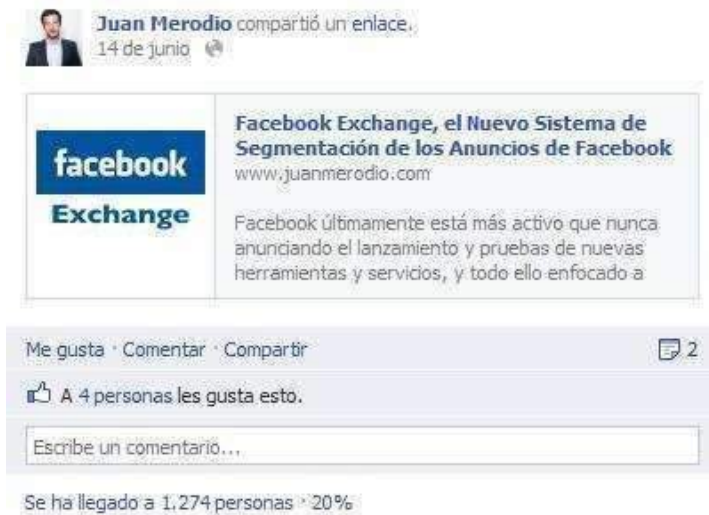 Juan Merodio compartió un enlace.
14 de junio
facebook
Exchange
Facebook Exchange, el Nuevo Sistema de
Segmentación de los Anuncios de Facebook
www.juanmerodio.com
Facebook últimamente está más activo que nunca
anunciando el lanzamiento y pruebas de nuevas
herramientas y servicios, y todo ello enfocado a
Me gusta · Comentar · Compartir 2
A 4 personas les gusta esto.
Escribe un comentario...
Se ha llegado a 1.274 personas · 20%